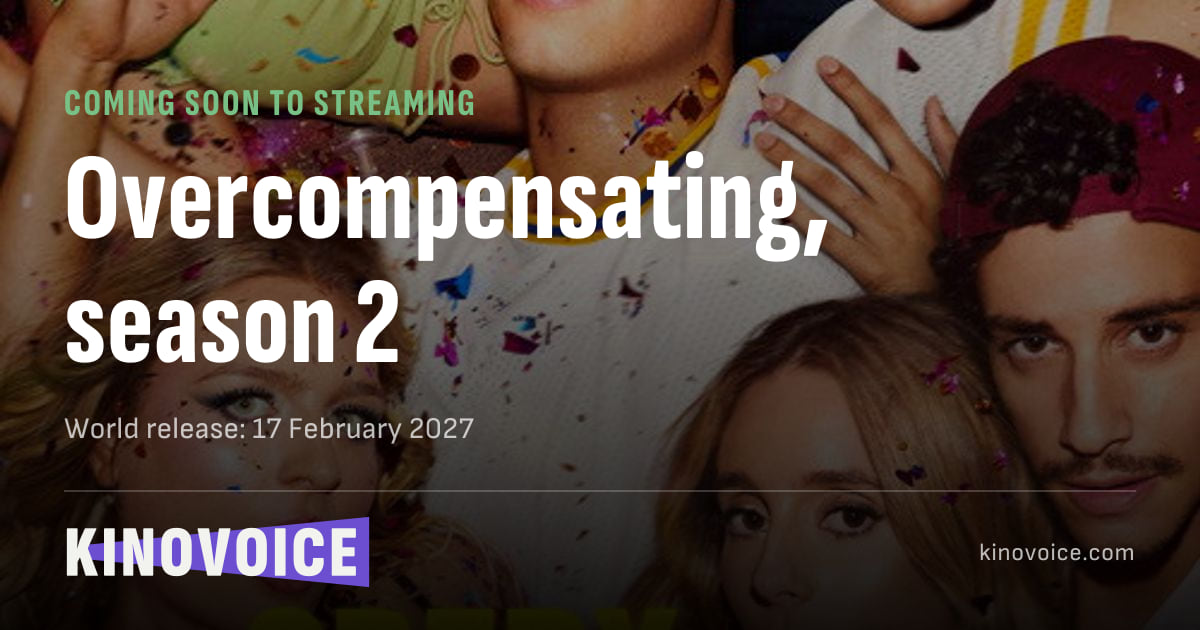 COMING SOON TO STREAMING
Overcompensating,
season 2
World release: 17 February 2027
KINOVOICE
kinovoice.com